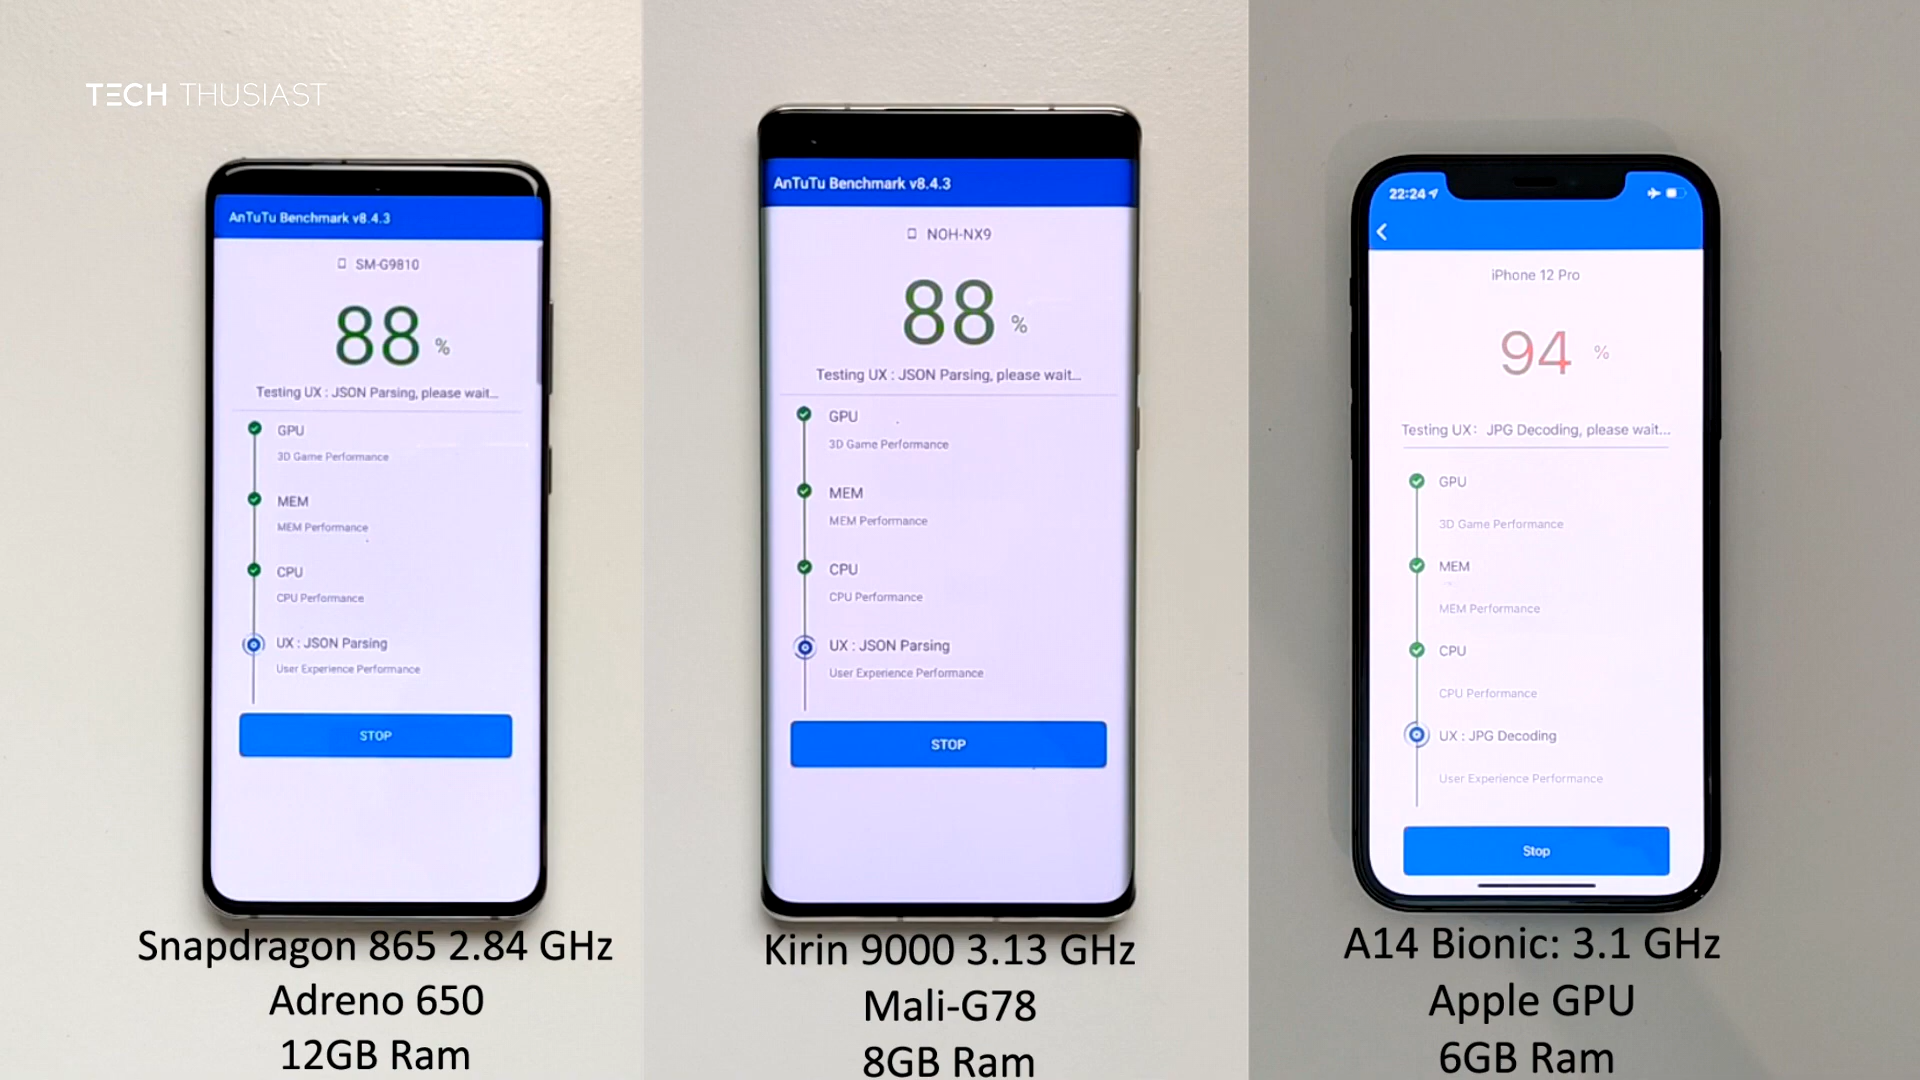 TECH THUSIAST
AnTuTu Benchmark v8.4.3
SM-G9810
88 %
Testing UX : JSON Parsing, please wait...
GPU
3D Game Performance
MEM
MEM Performance
CPU
CPU Performance
UX : JSON Parsing
User Experience Performance
STOP
Snapdragon 865 2.84 GHz
Adreno 650
12GB Ram
AnTuTu Benchmark v8.4.3
NOH-NX9
88 %
Testing UX : JSON Parsing, please wait...
GPU
3D Game Performance
MEM
MEM Performance
CPU
CPU Performance
UX : JSON Parsing
User Experience Performance
STOP
Kirin 9000 3.13 GHz
Mali-G78
8GB Ram
22:24
iPhone 12 Pro
94 %
Testing UX: JPG Decoding, please wait...
GPU
3D Game Performance
MEM
MEM Performance
CPU
CPU Performance
UX : JPG Decoding
User Experience Performance
Stop
A14 Bionic: 3.1 GHz
Apple GPU
6GB Ram